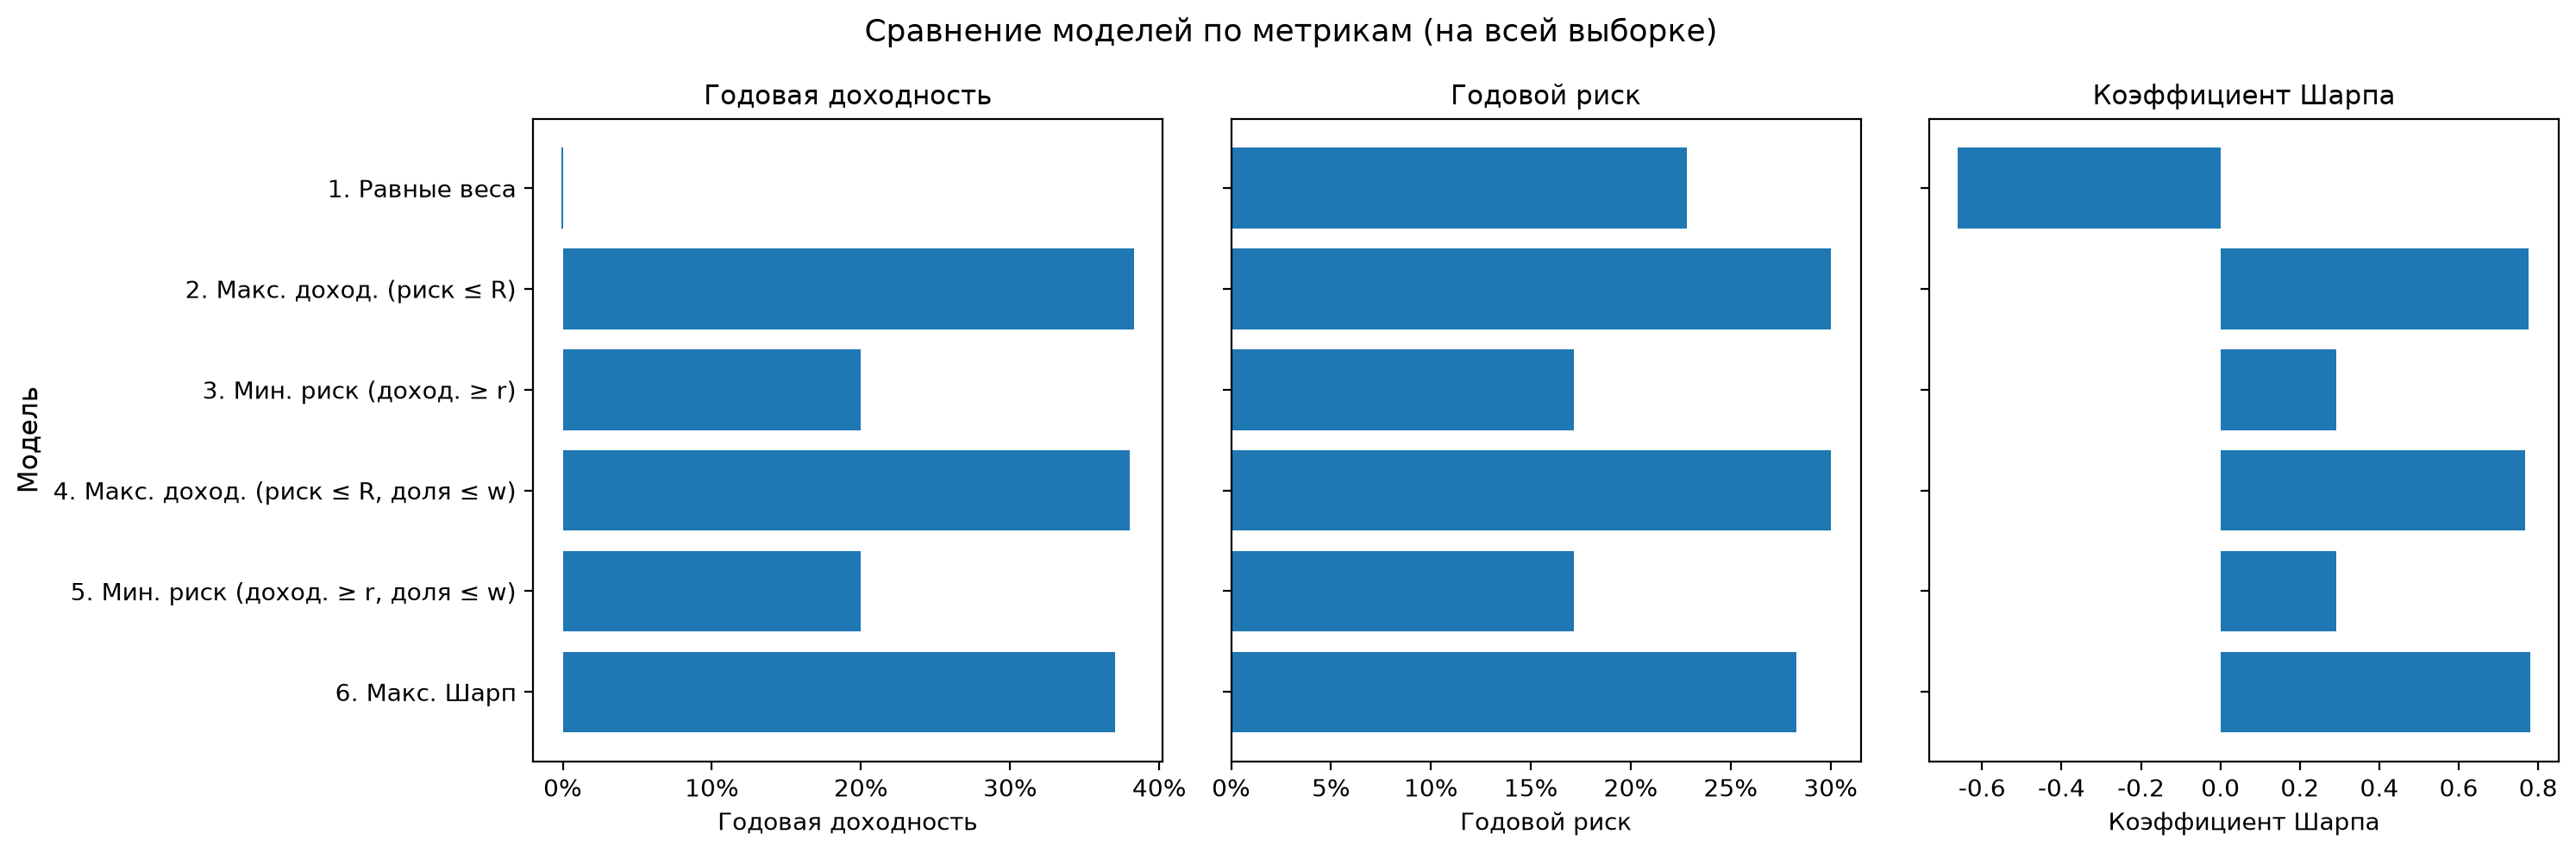 Сравнение моделей по метрикам (на всей выборке)
Годовая доходность
Годовой риск
Коэффициент Шарпа
Модель
1. Равные веса
2. Макс. доход. (риск ≤ R)
3. Мин. риск (доход. ≥ r)
4. Макс. доход. (риск ≤ R, доля ≤ w)
5. Мин. риск (доход. ≥ r, доля ≤ w)
6. Макс. Шарп
0% 10% 20% 30% 40%
0% 5% 10% 15% 20% 25% 30%
-0.6 -0.4 -0.2 0.0 0.2 0.4 0.6 0.8
Годовая доходность
Годовой риск
Коэффициент Шарпа